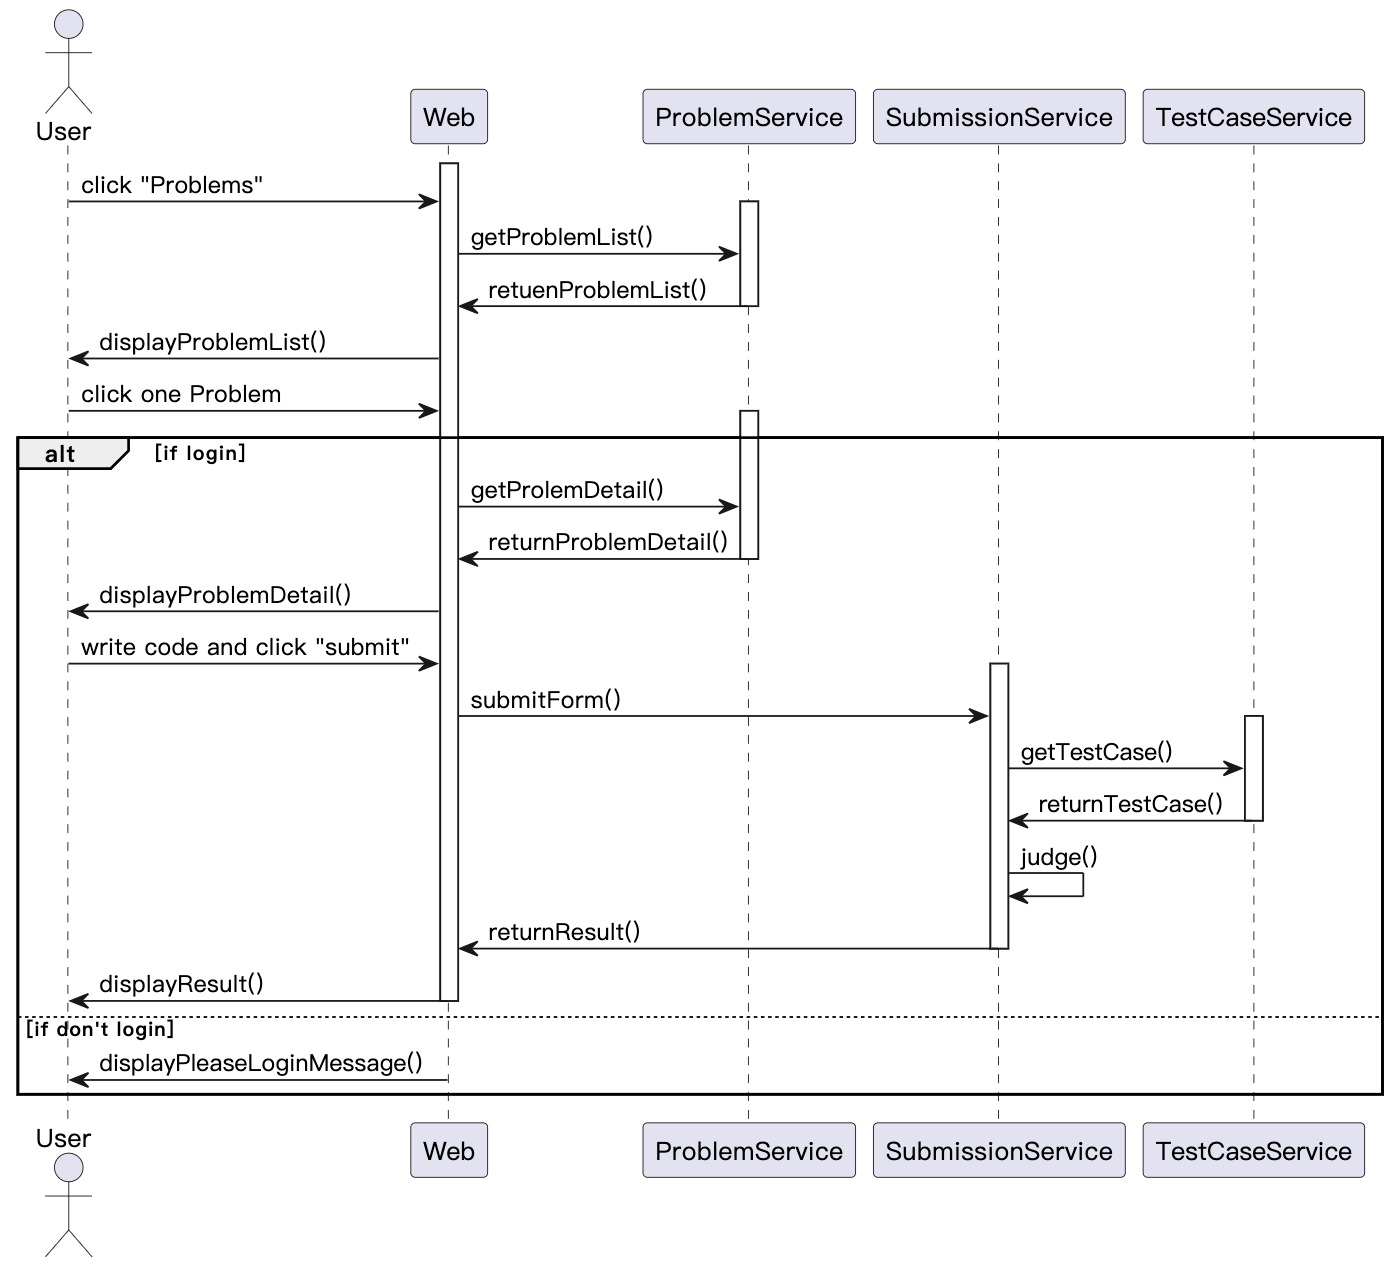 User
Web
ProblemService
SubmissionService
TestCaseService
click "Problems"
getProblemList()
retuenProblemList()
displayProblemList()
click one Problem
alt
[if login]
getProlemDetail()
returnProblemDetail()
displayProblemDetail()
write code and click "submit"
submitForm()
getTestCase()
returnTestCase()
judge()
returnResult()
displayResult()
[if don't login]
displayPleaseLoginMessage()
User
Web
ProblemService
SubmissionService
TestCaseService